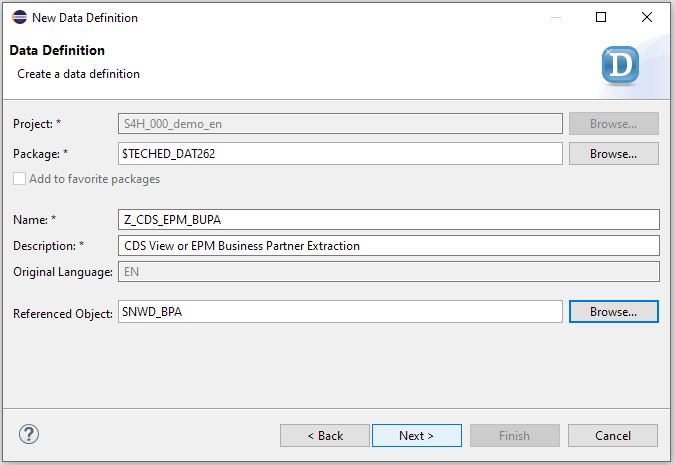 New Data Definition
Data Definition
Create a data definition
D
Project: * S4H_000_demo_en Browse...
Package: * $TECHED_DAT262 Browse...
Add to favorite packages
Name: * Z_CDS_EPM_BUPA
Description: * CDS View or EPM Business Partner Extraction
Original Language: EN
Referenced Object: SNWD_BPA Browse...
? < Back Next > Finish Cancel